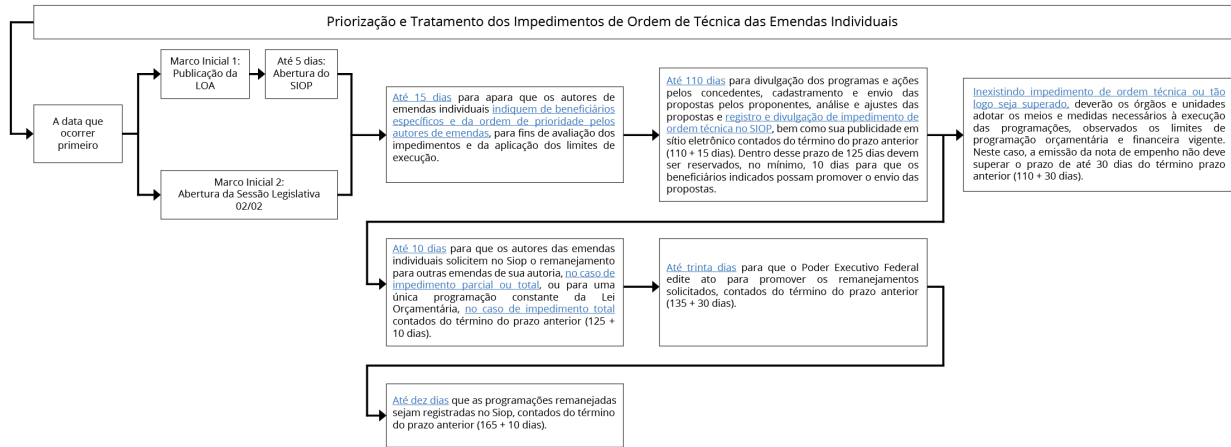 Priorização e Tratamento dos Impedimentos de Ordem de Técnica das Emendas Individuais
A data que
ocorrer
primeiro
Marco Inicial 1:
Publicação da
LOA
Até 5 dias:
Abertura do
SIOP
Marco Inicial 2:
Abertura da Sessão Legislativa
02/02
Até 15 dias para apara que os autores de
emendas individuais indiquem de beneficiários
específicos e da ordem de prioridade pelos
autores de emendas, para fins de avaliação dos
impedimentos e da aplicação dos limites de
execução.
Até 110 dias para divulgação dos programas e ações
pelos concedentes, cadastramento e envio das
propostas pelos proponentes, análise e ajustes das
propostas e registro e divulgação de impedimento de
ordem técnica no SIOP, bem como sua publicidade em
sítio eletrônico contados do término do prazo anterior
(110 + 15 dias). Dentro desse prazo de 125 dias devem
ser reservados, no mínimo, 10 dias para que os
beneficiários indicados possam promover o envio das
propostas.
Inexistindo impedimento de ordem técnica ou tão
logo seja superado, deverão os órgãos e unidades
adotar os meios e medidas necessários à execução
das programações, observados os limites de
programação orçamentária e financeira vigente.
Neste caso, a emissão da nota de empenho não deve
superar o prazo de até 30 dias do término prazo
anterior (110 + 30 dias).
Até 10 dias para que os autores das emendas
individuais solicitem no Siop o remanejamento
para outras emendas de sua autoria, no caso de
impedimento parcial ou total, ou para uma
única programação constante da Lei
Orçamentária, no caso de impedimento total
contados do término do prazo anterior (125 +
10 dias).
Até trinta dias para que o Poder Executivo Federal
edite ato para promover os remanejamentos
solicitados, contados do término do prazo anterior
(135 + 30 dias).
Até dez dias que as programações remanejadas
sejam registradas no Siop, contados do término
do prazo anterior (165 + 10 dias).